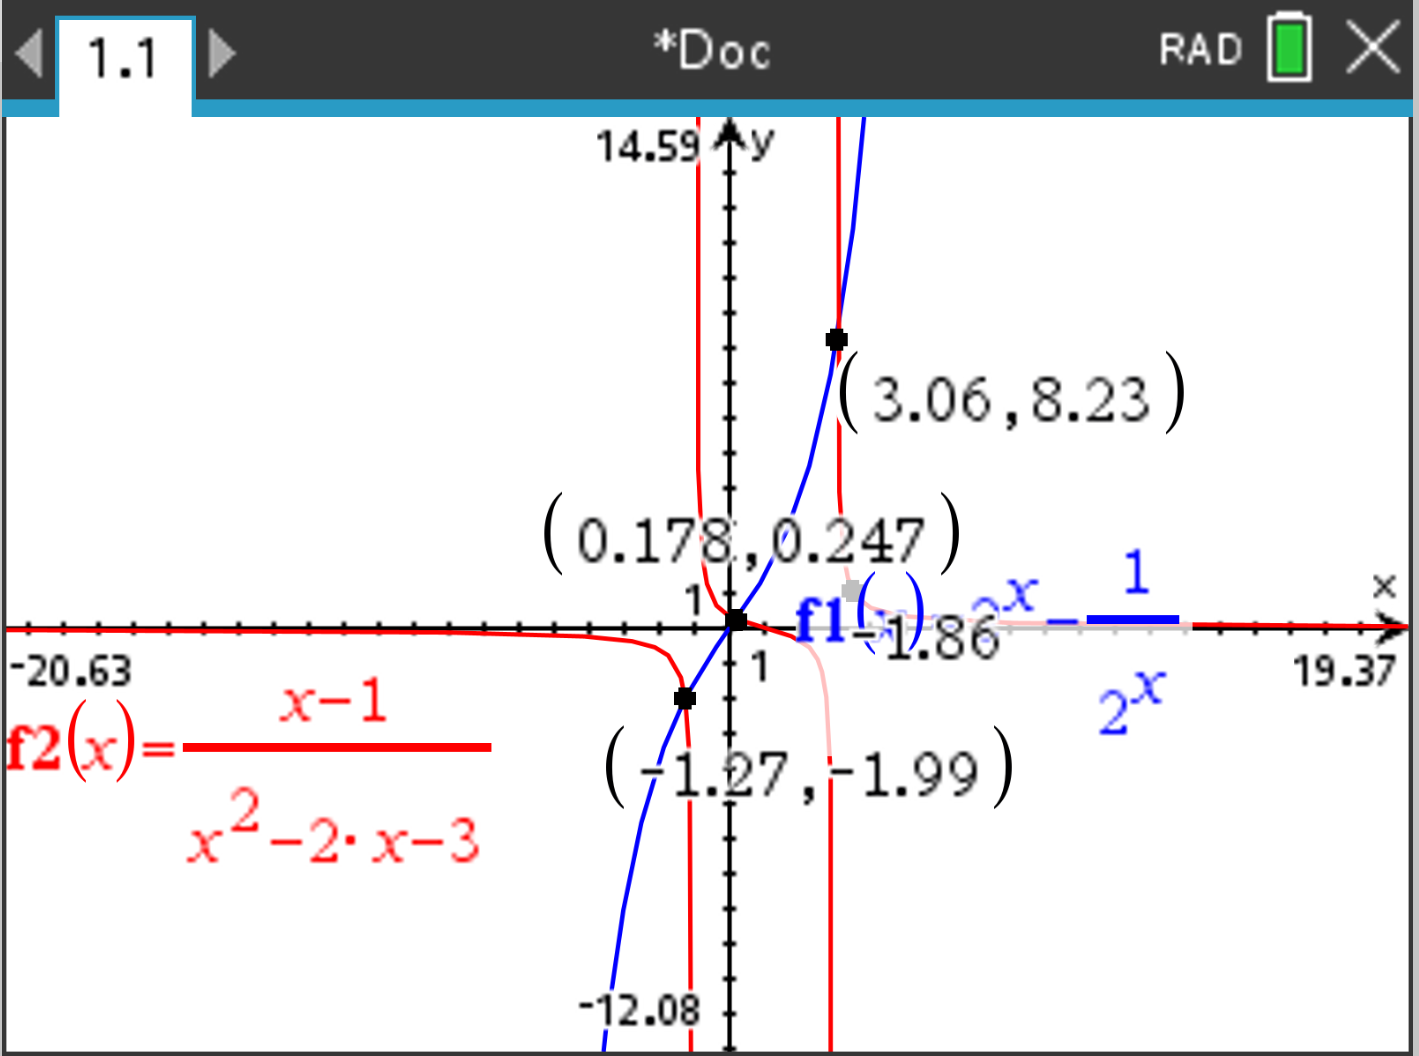 1.1 *Doc RAD
14.59 y
(3.06,8.23)
(0.178,0.247)
1
x
f1(x)=2^x-1/2^x
-1.86
-20.63
1
19.37
f2(x)=(x-1)/(x^2-2·x-3)
(-1.27,-1.99)
-12.08